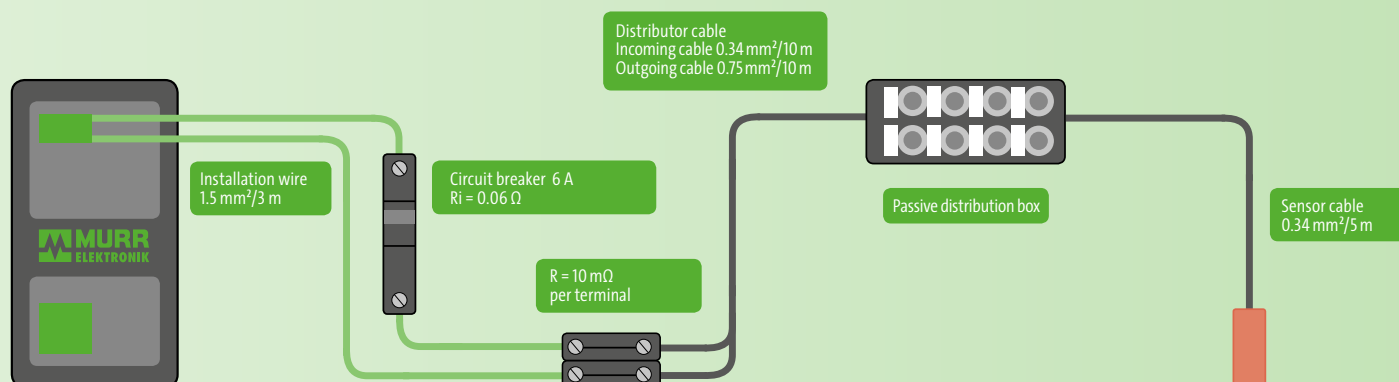 Distributor cable
Incoming cable 0.34 mm²/10 m
Outgoing cable 0.75 mm²/10 m
Installation wire
1.5 mm²/3 m
Circuit breaker 6 A
Ri = 0.06 Ω
Passive distribution box
Sensor cable
0.34 mm²/5 m
MURR
ELEKTRONIK
R = 10 mΩ
per terminal